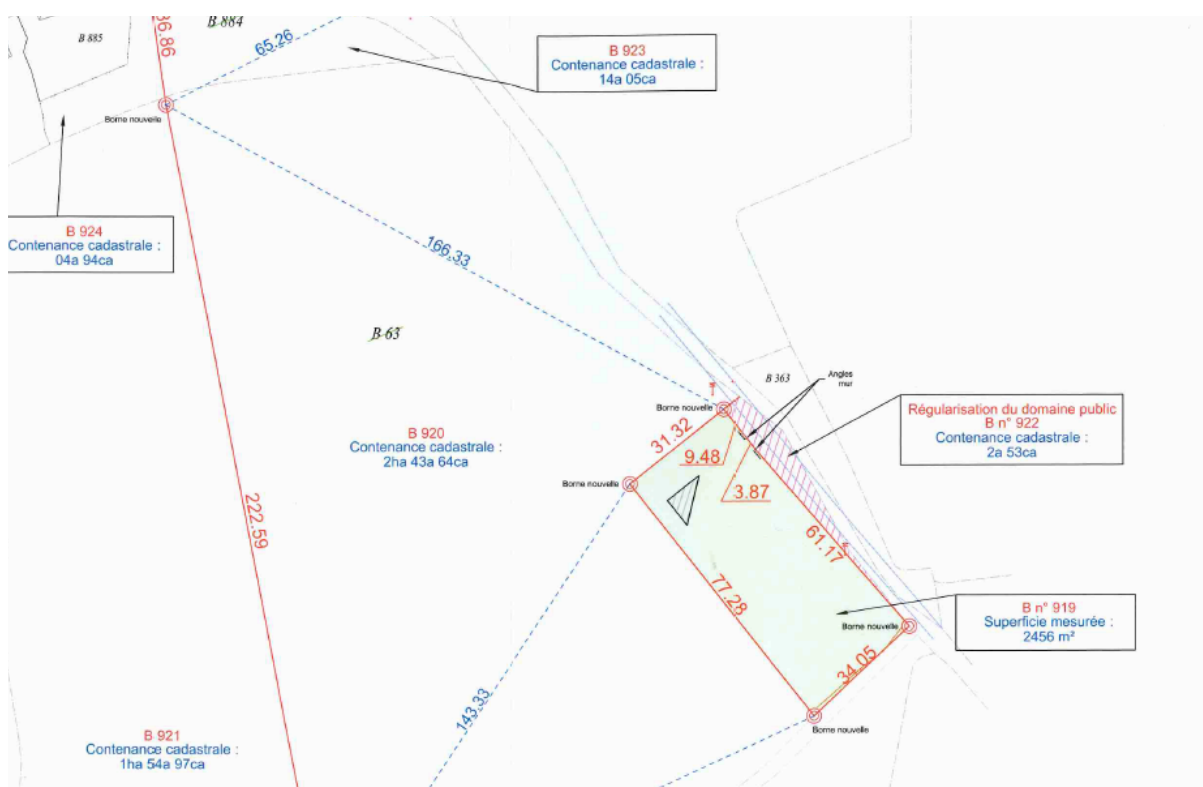 B 884
B 885
36.86
65.26
B 923
Contenance cadastrale :
14a 05ca
Borne nouvelle
B 924
Contenance cadastrale :
04a 94ca
166.33
B 63
B 363
Angles
mur
Borne nouvelle
Régularisation du domaine public
B n° 922
Contenance cadastrale :
2a 53ca
31.32
9.48
3.87
B 920
Contenance cadastrale :
2ha 43a 64ca
Borne nouvelle
222.59
61.17
77.28
B n° 919
Superficie mesurée :
2456 m²
Borne nouvelle
34.05
143.33
Borne nouvelle
B 921
Contenance cadastrale :
1ha 54a 97ca